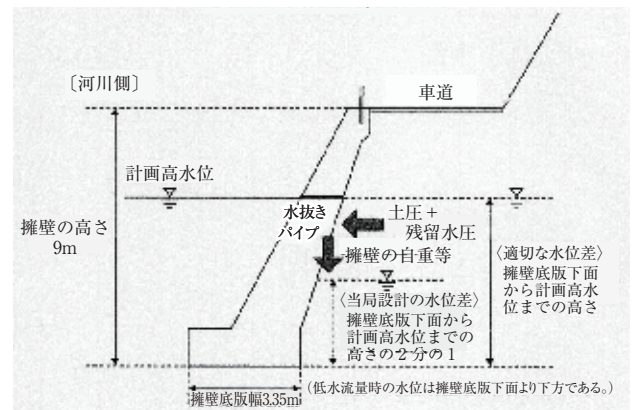 〔河川側〕
車道
計画高水位
擁壁の高さ
9m
水抜き
パイプ
土圧+
残留水圧
擁壁の自重等
〈適切な水位差〉
擁壁底版下面
から計画高水
位までの高さ
〈当局設計の水位差〉
擁壁底版下面から
計画高水位までの
高さの2分の1
擁壁底版幅3.35m
(低水流量時の水位は擁壁底版下面より下方である。)